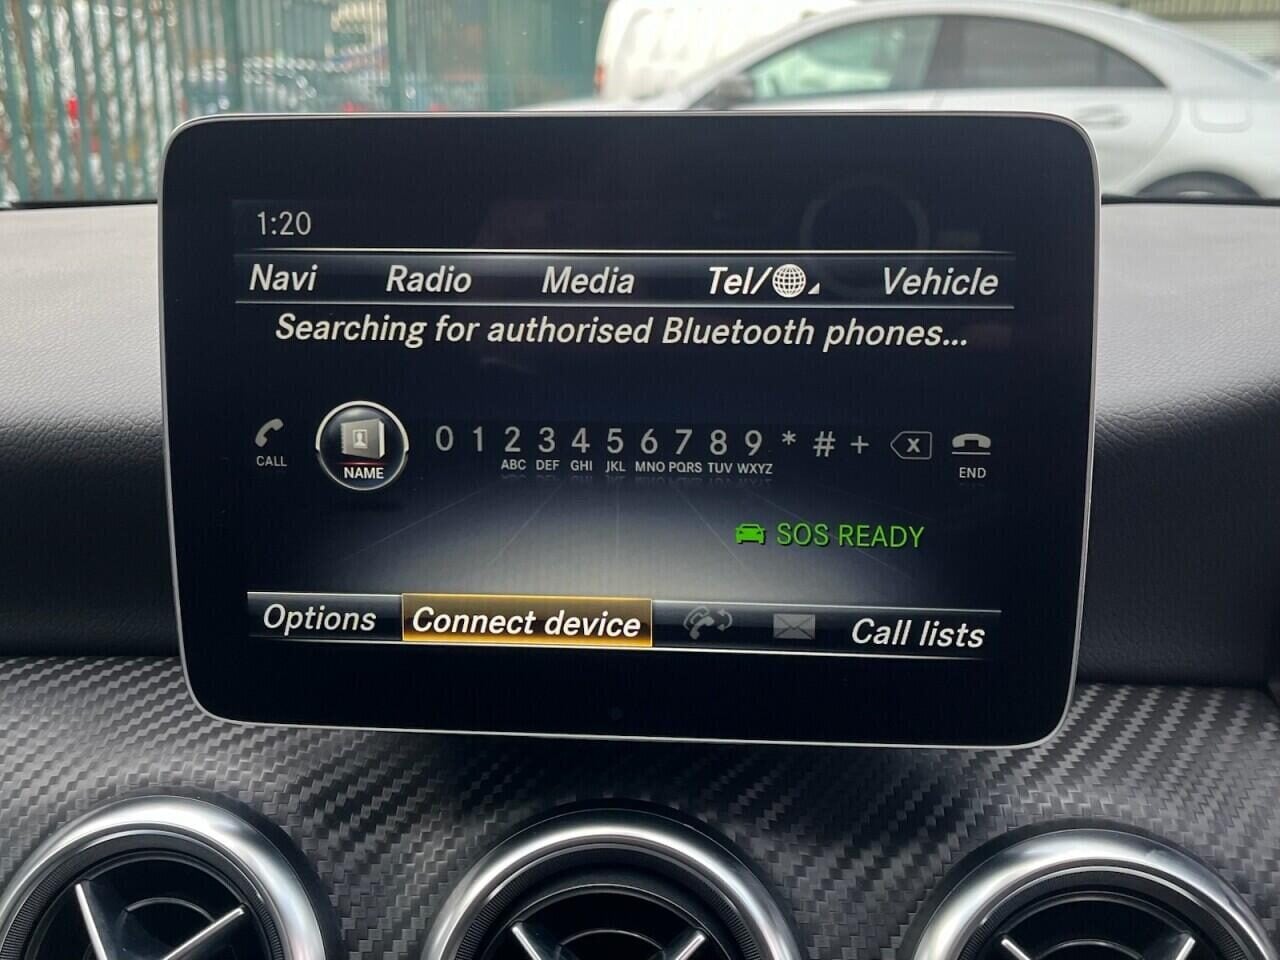 1:20
Navi Radio Media Tel/ Vehicle
Searching for authorised Bluetooth phones...
CALL NAME 0 1 2 3 4 5 6 7 8 9 * # + X END
ABC DEF GHI JKL MNO PQRS TUV WXYZ
SOS READY
Options Connect device Call lists